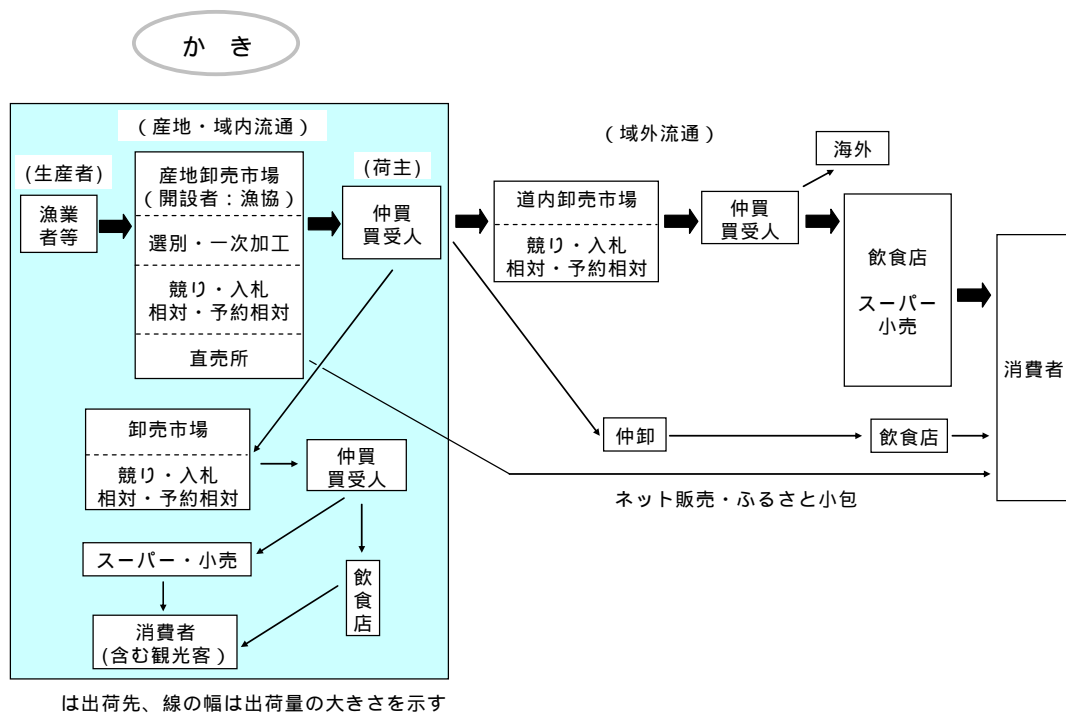 か き
(産地・域内流通)
(生産者)
漁業
者等
産地卸売市場
(開設者:漁協)
選別・一次加工
競り・入札
相対・予約相対
直売所
(荷主)
仲買
買受人
卸売市場
競り・入札
相対・予約相対
仲買
買受人
スーパー・小売
飲食店
消費者
(含む観光客)
(域外流通)
道内卸売市場
競り・入札
相対・予約相対
仲買
買受人
海外
飲食店
スーパー
小売
消費者
仲卸
飲食店
ネット販売・ふるさと小包
は出荷先、線の幅は出荷量の大きさを示す